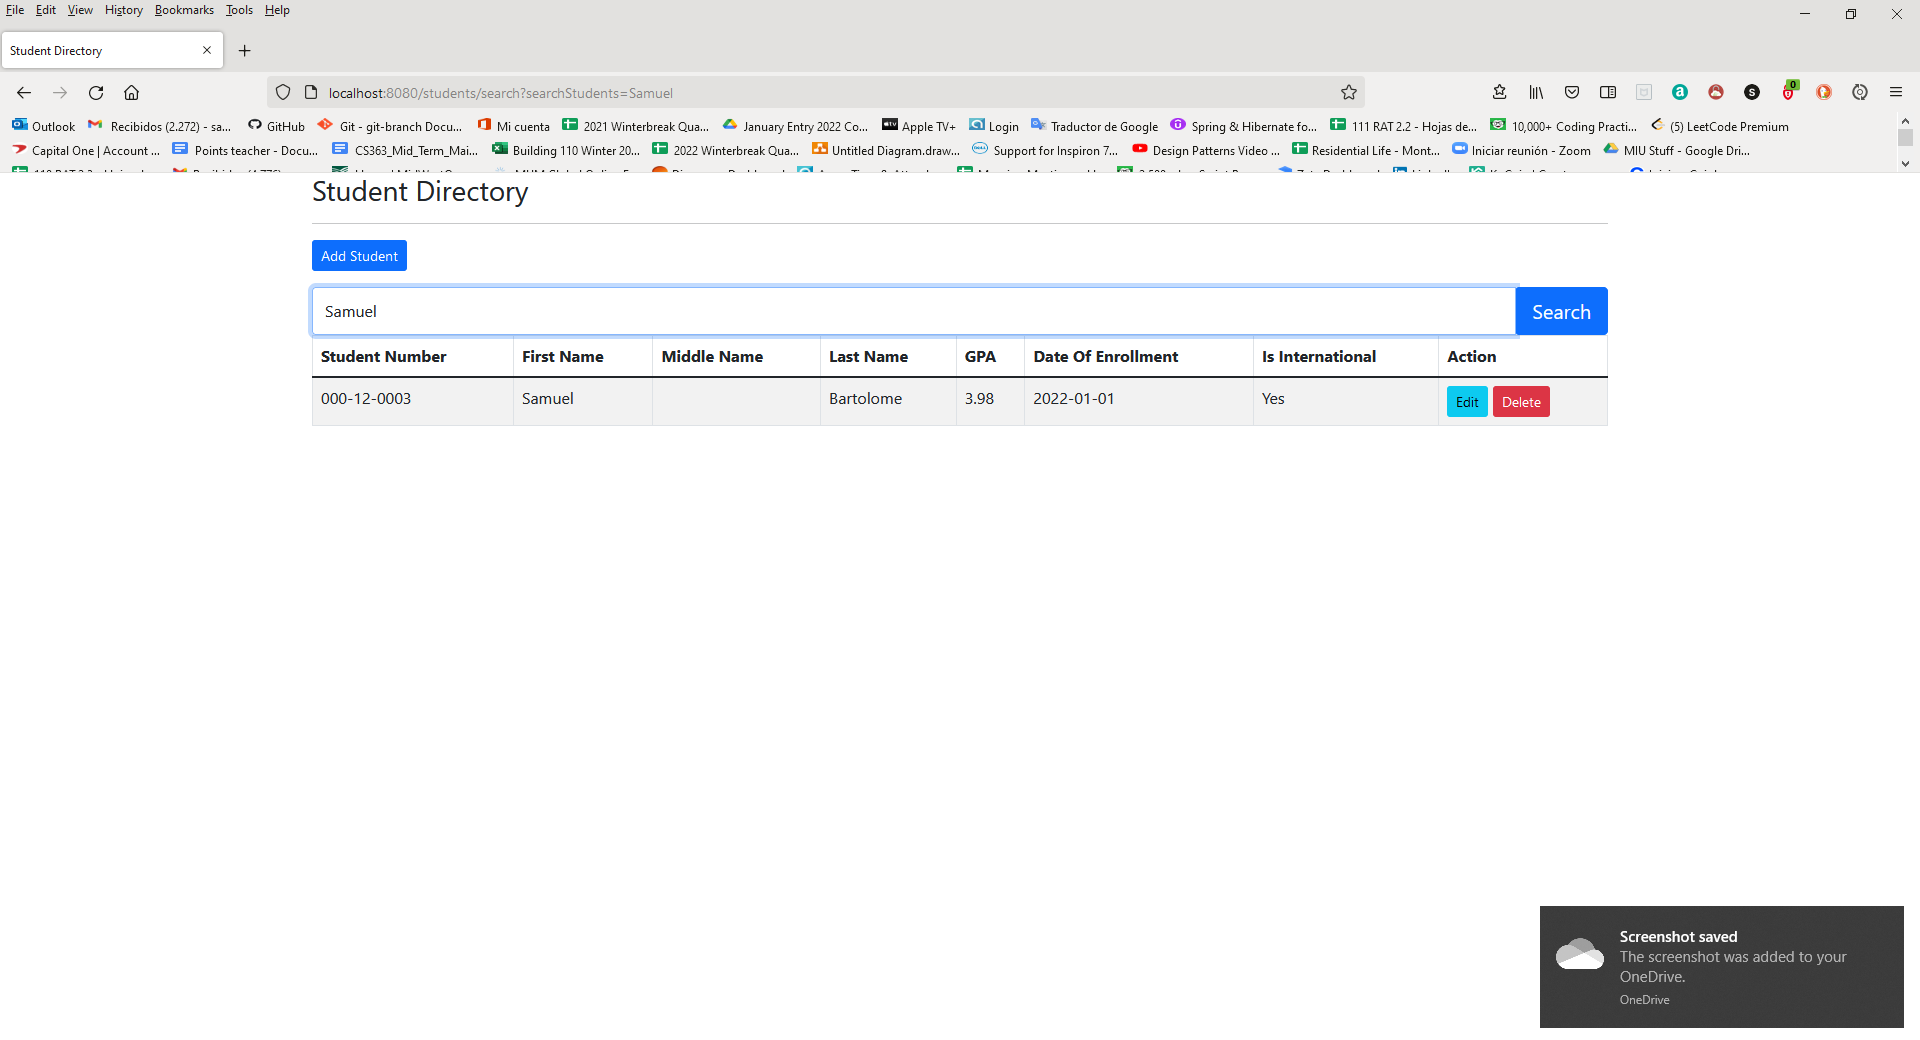 File Edit View History Bookmarks Tools Help
Student Directory
localhost:8080/students/search?searchStudents=Samuel
0
Outlook Recibidos (2.272) - sa... GitHub Git - git-branch Docu... Mi cuenta 2021 Winterbreak Qua... January Entry 2022 Co... Apple TV+ Login Traductor de Google Spring & Hibernate fo... 111 RAT 2.2 - Hojas de... 10,000+ Coding Practi... (5) LeetCode Premium
Capital One | Account ... Points teacher - Docu... CS363_Mid_Term_Mai... Building 110 Winter 20... 2022 Winterbreak Qua... Untitled Diagram.draw... Support for Inspiron 7... Design Patterns Video ... Residential Life - Mont... Iniciar reunión - Zoom MIU Stuff - Google Dri...
Student Directory
Add Student
Samuel Search
Student Number First Name Middle Name Last Name GPA Date Of Enrollment Is International Action
000-12-0003 Samuel Bartolome 3.98 2022-01-01 Yes Edit Delete
Screenshot saved
The screenshot was added to your
OneDrive.
OneDrive